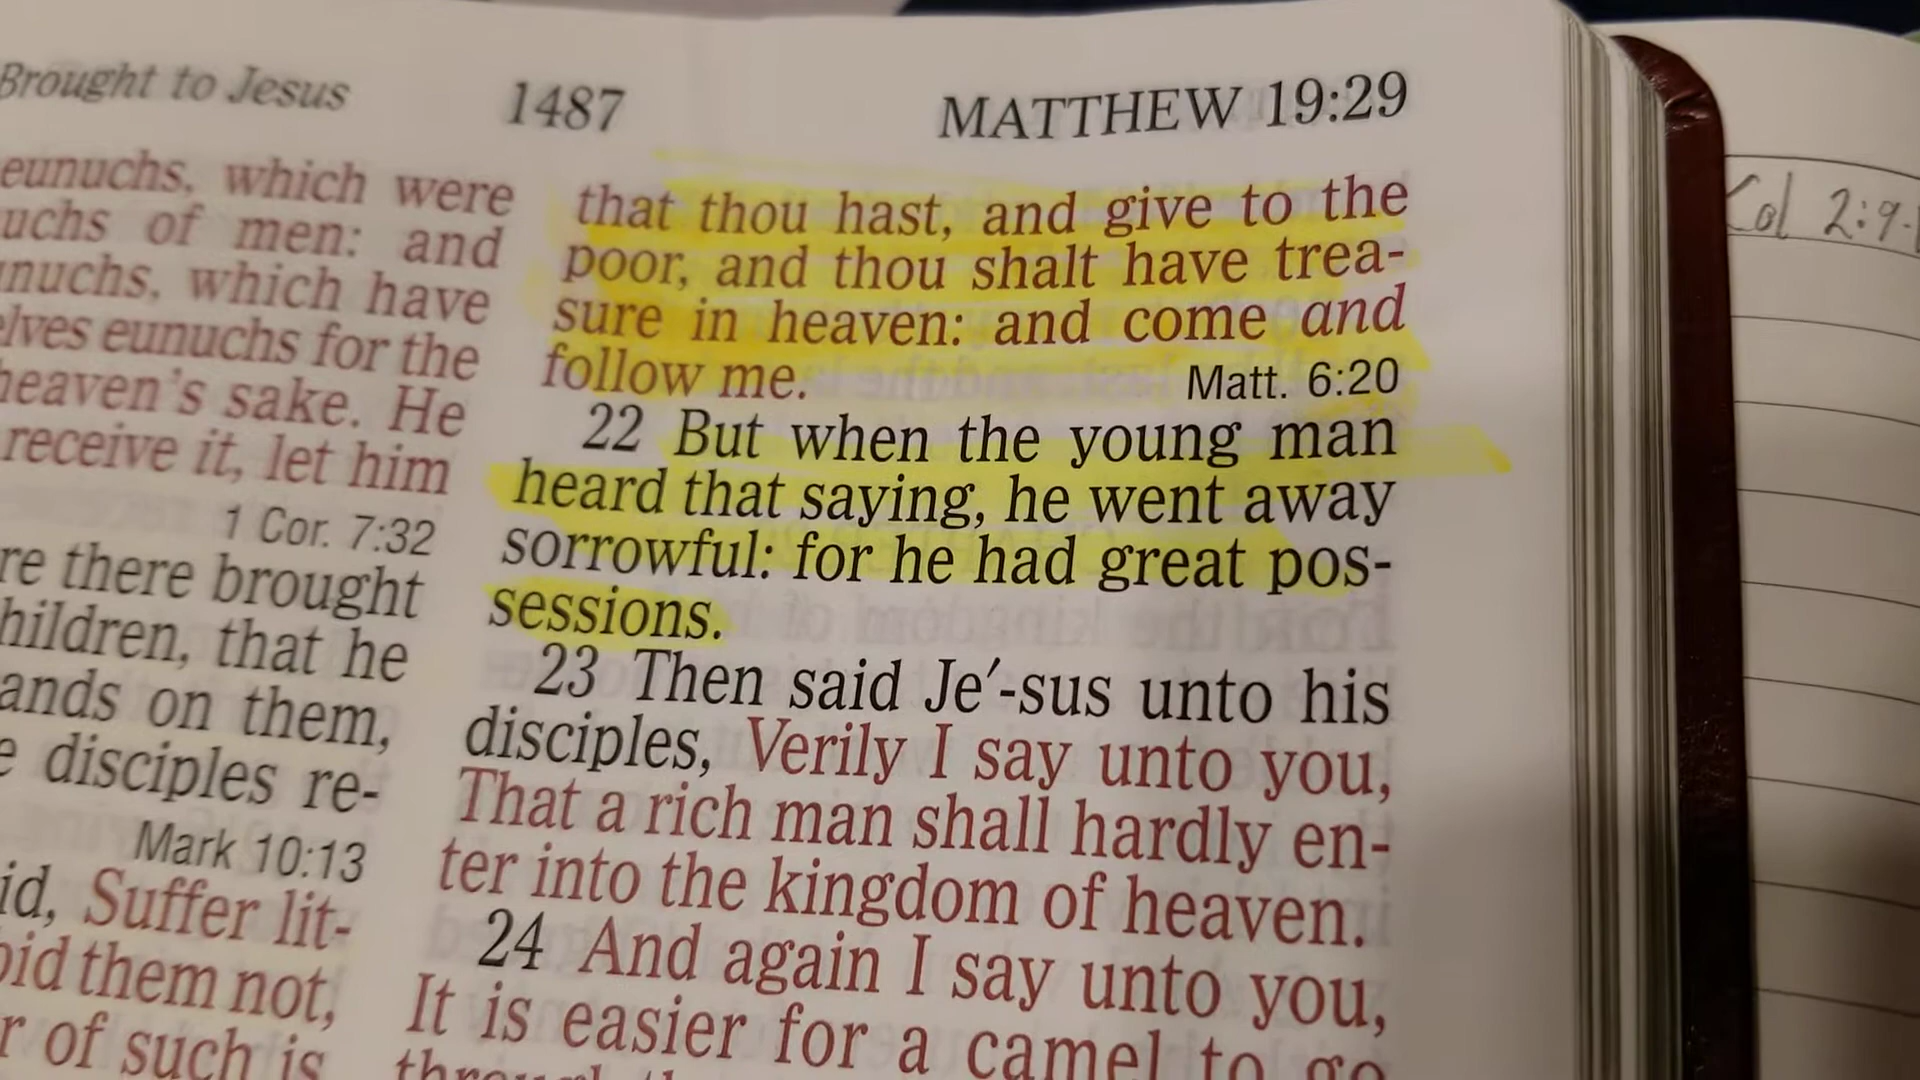 Brought to Jesus
1487
MATTHEW 19:29
eunuchs, which were
uchs of men: and
nuchs, which have
elves eunuchs for the
heaven's sake. He
receive it, let him
1 Cor. 7:32
re there brought
hildren, that he
ands on them,
e disciples re-
Mark 10:13
id, Suffer lit-
bid them not,
r of such is
that thou hast, and give to the
poor, and thou shalt have trea-
sure in heaven: and come and
follow me.
Matt. 6:20
22 But when the young man
heard that saying, he went away
sorrowful: for he had great pos-
sessions.
23 Then said Je′-sus unto his
disciples, Verily I say unto you,
That a rich man shall hardly en-
ter into the kingdom of heaven.
24 And again I say unto you,
It is easier for a camel to go
Col 2:9-